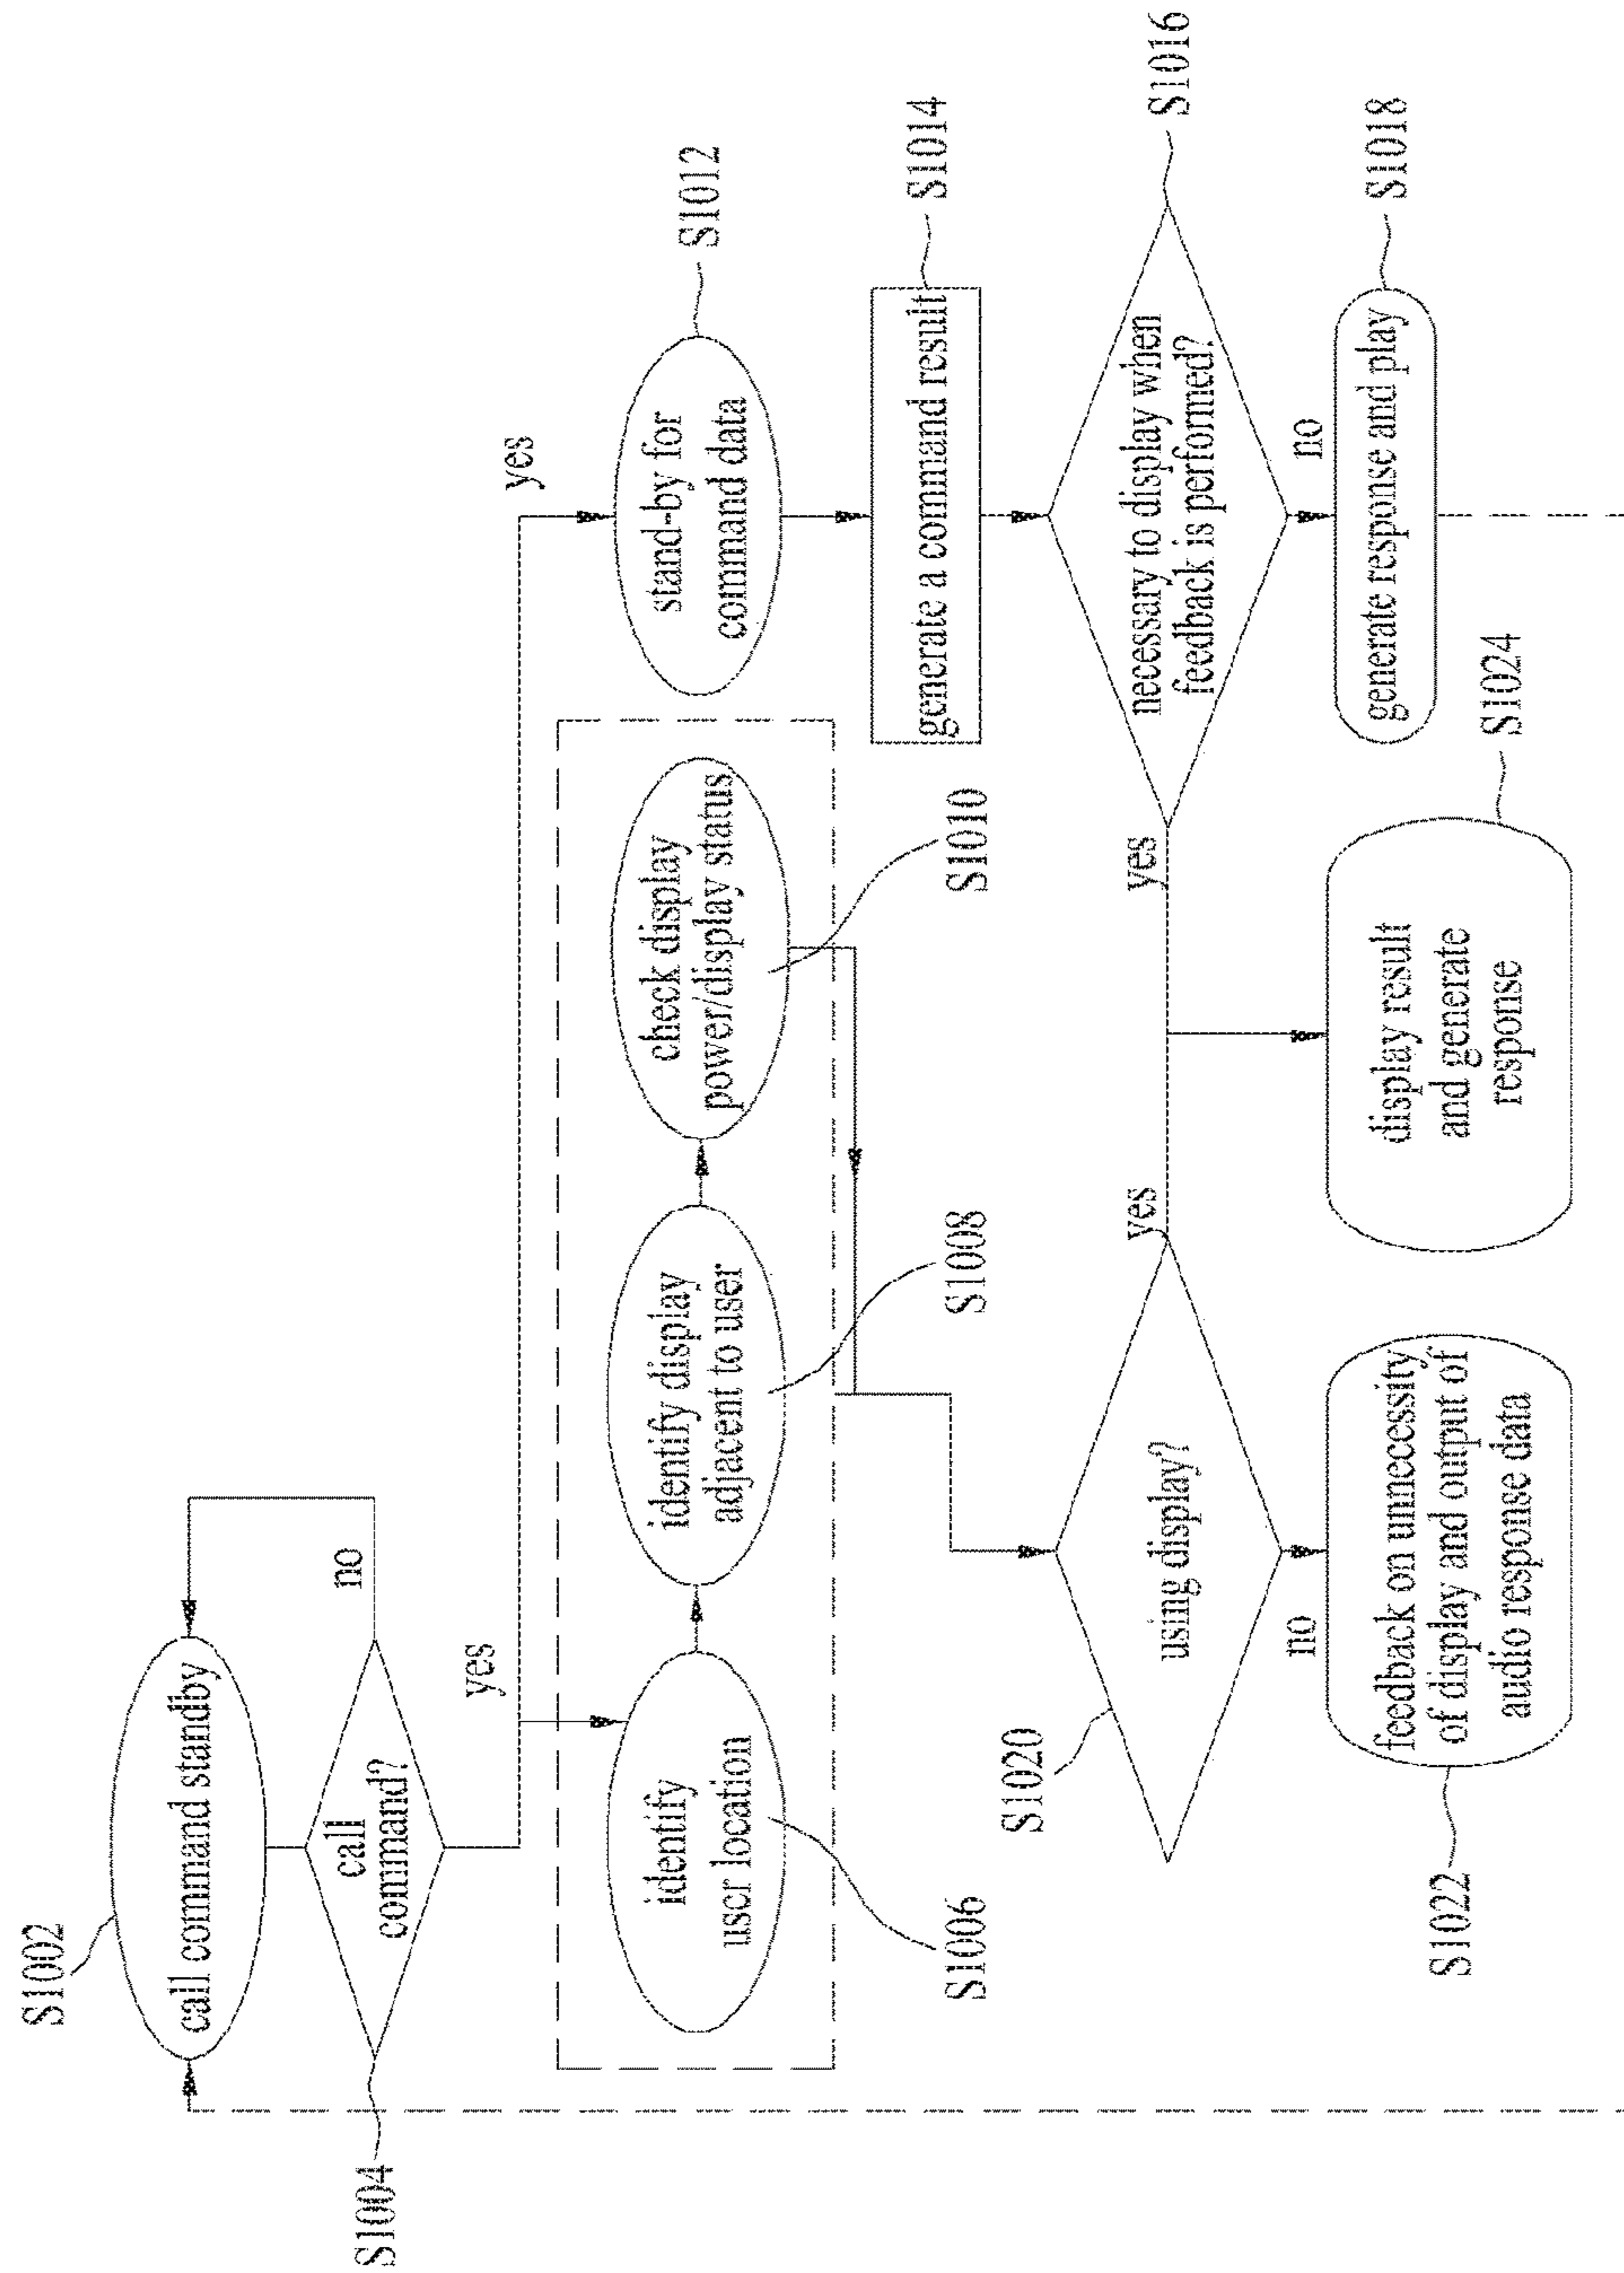 S1002
call command standby
S1004
call
command?
no
yes
yes
identify
user location
S1006
identify display
adjacent to user
S1008
check display
power/display status
S1010
stand-by for
command data
S1012
generate a command result
S1014
necessary to display when
feedback is performed?
S1016
yes
no
generate response and play
S1018
S1020
using display?
yes
no
feedback on unnecessity
of display and output of
audio response data
S1022
display result
and generate
response
S1024